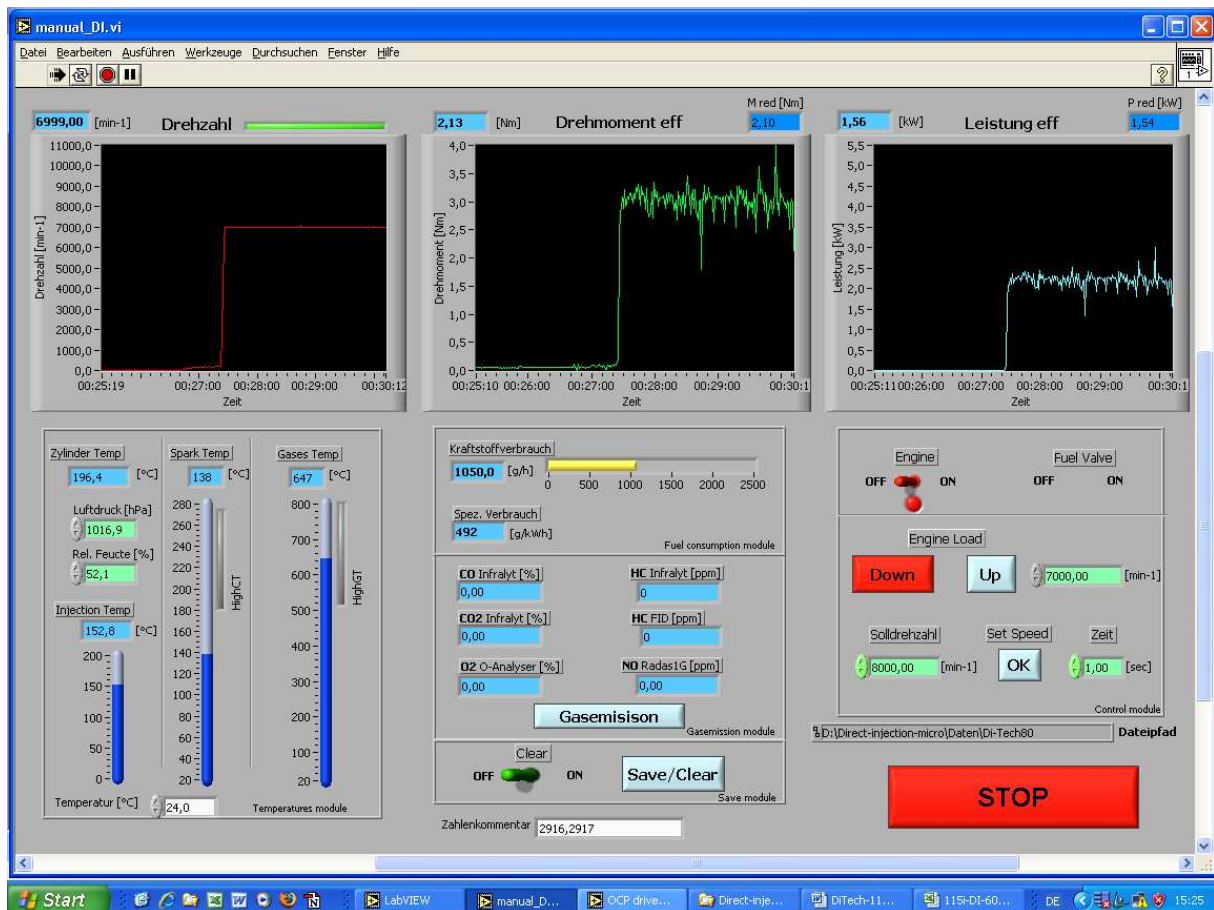 manual_DI.vi
Datei Bearbeiten Ausführen Werkzeuge Durchsuchen Fenster Hilfe
1
6999,00 [min-1] Drehzahl
11000,0
10000,0
9000,0
8000,0
7000,0
6000,0
5000,0
4000,0
3000,0
2000,0
1000,0
0,0
Drehzahl [min-1]
00:25:19 00:27:00 00:28:00 00:29:00 00:30:12
Zeit
M red [Nm]
2,13 [Nm] Drehmoment eff 2,10
4,0
3,5
3,0
2,5
2,0
1,5
1,0
0,5
0,0
Drehmoment [Nm]
00:25:10 00:26:00 00:27:00 00:28:00 00:29:00 00:30:1
Zeit
P red [kW]
1,56 [kW] Leistung eff 1,54
5,5
5,0
4,5
4,0
3,5
3,0
2,5
2,0
1,5
1,0
0,5
0,0
Leistung [kW]
00:25:11 00:26:00 00:27:00 00:28:00 00:29:00 00:30:1
Zeit
Zylinder Temp
196,4 [°C]
Luftdruck [hPa]
1016,9
Rel. Feucte [%]
52,1
Injection Temp
152,8 [°C]
200
150
100
50
0
Temperatur [°C] 24,0
Spark Temp
138 [°C]
280
260
240
220
200
180
160
140
120
100
80
60
40
20
HighCT
Gases Temp
647 [°C]
800
700
600
500
400
300
200
100
20
HighGT
Temperatures module
Kraftstoffverbrauch
1050,0 [g/h]
0 500 1000 1500 2000 2500
Spez. Verbrauch
492 [g/kWh]
Fuel consumption module
CO Infralyt [%] HC Infralyt [ppm]
0,00 0
CO2 Infralyt [%] HC FID [ppm]
0,00 0
O2 O-Analyser [%] NO Radas1G [ppm]
0,00 0,00
Gasemisison
Gasemission module
Clear
OFF ON Save/Clear
Save module
Zahlenkommentar 2916,2917
Engine Fuel Valve
OFF ON OFF ON
Engine Load
Down Up 7000,00 [min-1]
Solldrehzahl Set Speed Zeit
8000,00 [min-1] OK 1,00 [sec]
Control module
D:\Direct-injection-micro\Daten\Di-Tech80 Dateipfad
STOP
Start LabVIEW manual_D... OCP drive... Direct-inje... DiTech-11... 115i-DI-60... DE 15:25